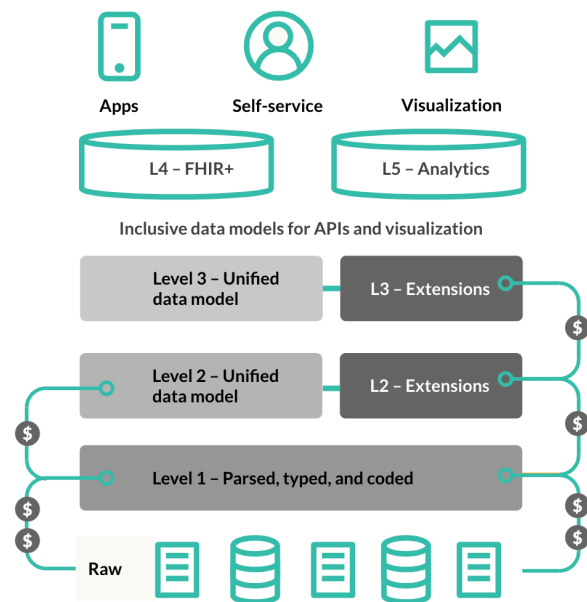 Apps
Self-service
Visualization
L4 – FHIR+
L5 – Analytics
Inclusive data models for APIs and visualization
Level 3 – Unified
data model
L3 – Extensions
$
Level 2 – Unified
data model
L2 – Extensions
$
$
Level 1 – Parsed, typed, and coded
$
$
$
$
Raw